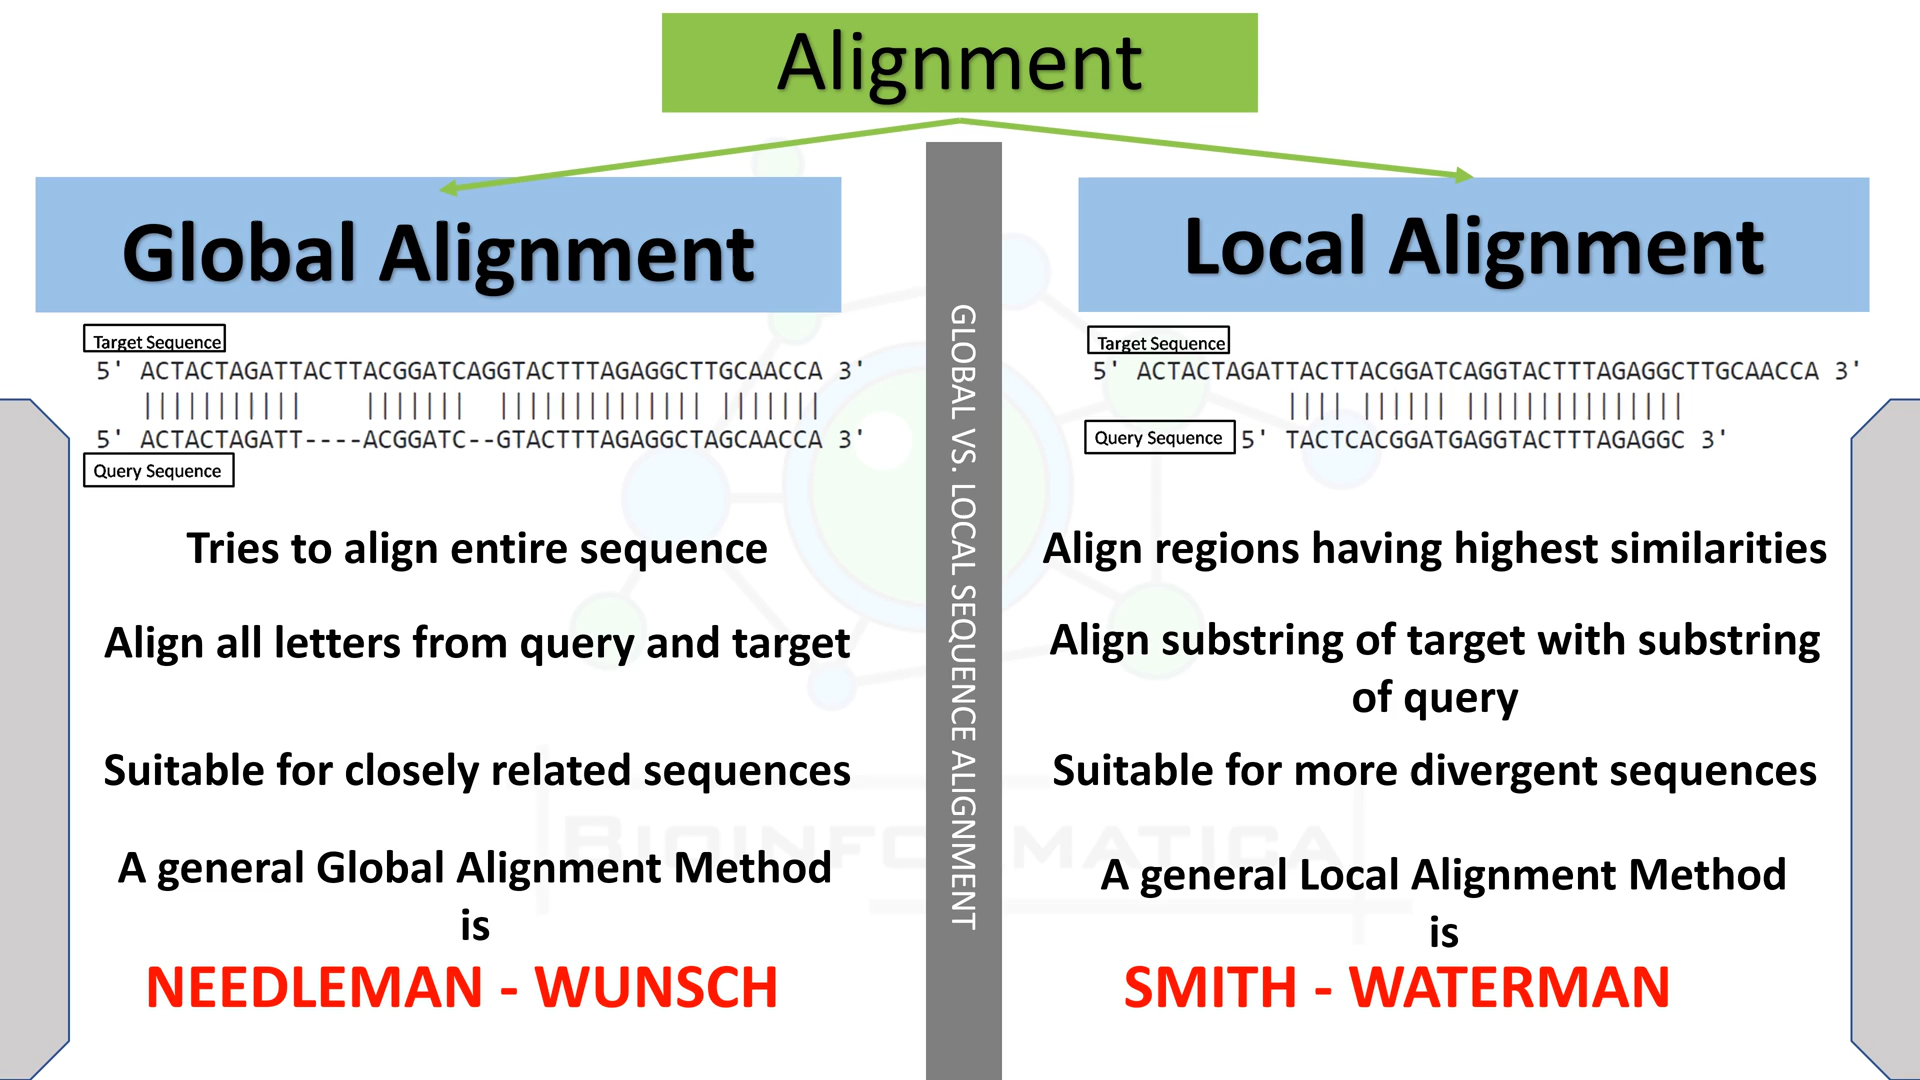 Alignment
Global Alignment
Target Sequence
5' ACTACTAGATTACTTACGGATCAGGTACTTTAGAGGCTTGCAACCA 3'
||||||||||| ||||||| |||||||||||||| |||||||
5' ACTACTAGATT----ACGGATC--GTACTTTAGAGGCTAGCAACCA 3'
Query Sequence
Tries to align entire sequence
Align all letters from query and target
Suitable for closely related sequences
A general Global Alignment Method
is
NEEDLEMAN - WUNSCH
GLOBAL VS. LOCAL SEQUENCE ALIGNMENT
Local Alignment
Target Sequence
5' ACTACTAGATTACTTACGGATCAGGTACTTTAGAGGCTTGCAACCA 3'
|||| |||||| |||||||||||||||
Query Sequence 5' TACTCACGGATGAGGTACTTTAGAGGC 3'
Align regions having highest similarities
Align substring of target with substring
of query
Suitable for more divergent sequences
A general Local Alignment Method
is
SMITH - WATERMAN
BIOINFORMATICA